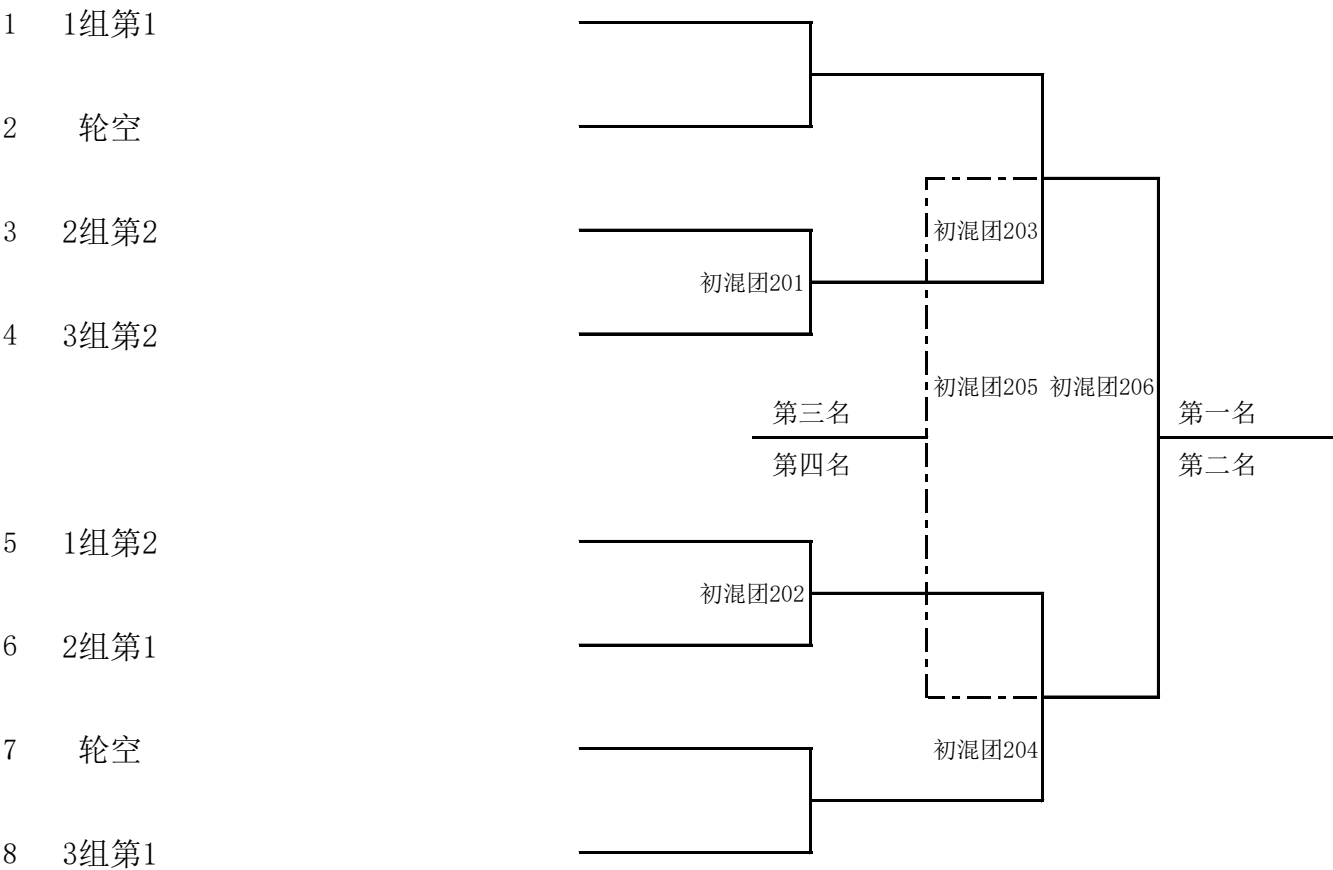 1 1组第1
2 轮空
3 2组第2
初混团203
初混团201
4 3组第2
初混团205 初混团206
第三名 第一名
第四名 第二名
5 1组第2
初混团202
6 2组第1
7 轮空
初混团204
8 3组第1